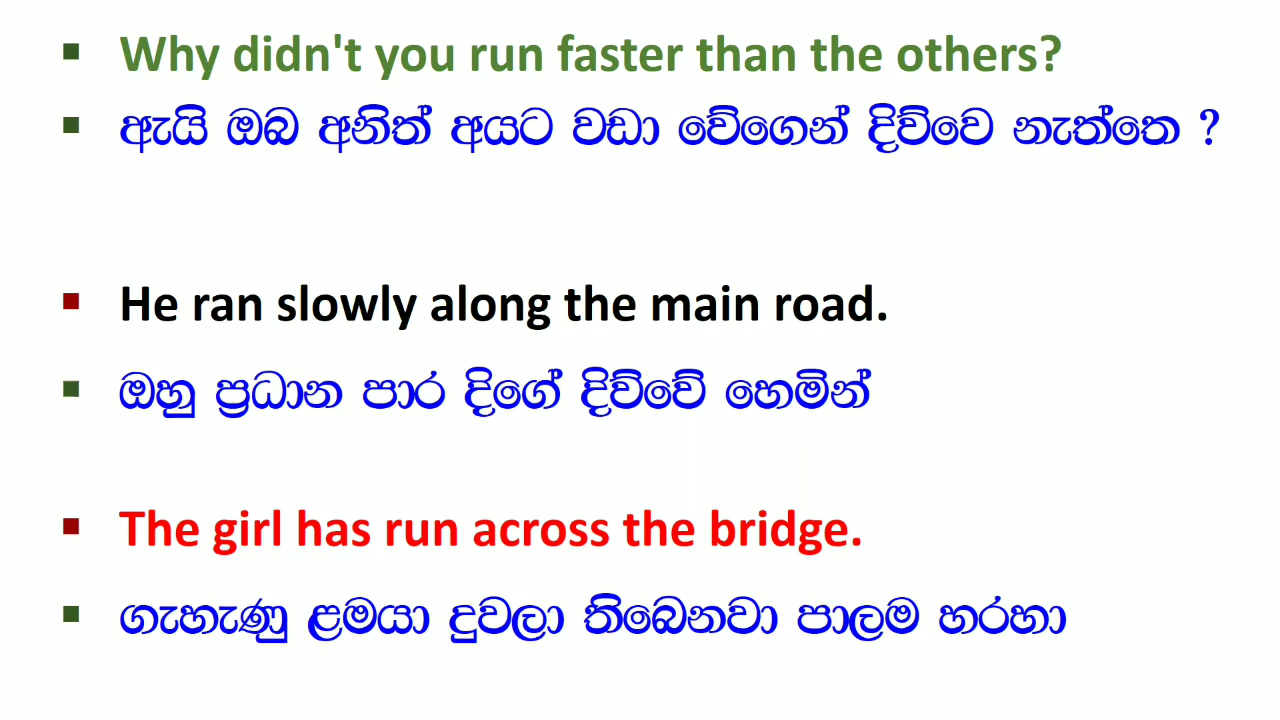 Why didn't you run faster than the others?
ඇයි ඔබ අනිත් අයට වඩා වේගෙන් දිව්වෙ නැත්තෙ ?
He ran slowly along the main road.
ඔහු ප්‍රධාන පාර දිගේ දිව්වේ හෙමින්
The girl has run across the bridge.
ගැහැණු ළමයා දුවලා තිබෙනවා පාලම හරහා